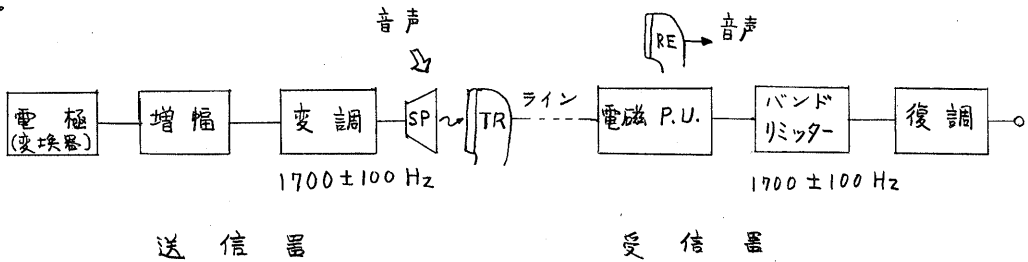 音声
RE 音声
電極
(変換器)
増幅
変調
SP
TR
ライン
電磁 P.U.
バンド
リミッター
復調
1700±100 Hz
1700±100 Hz
送信置
受信置